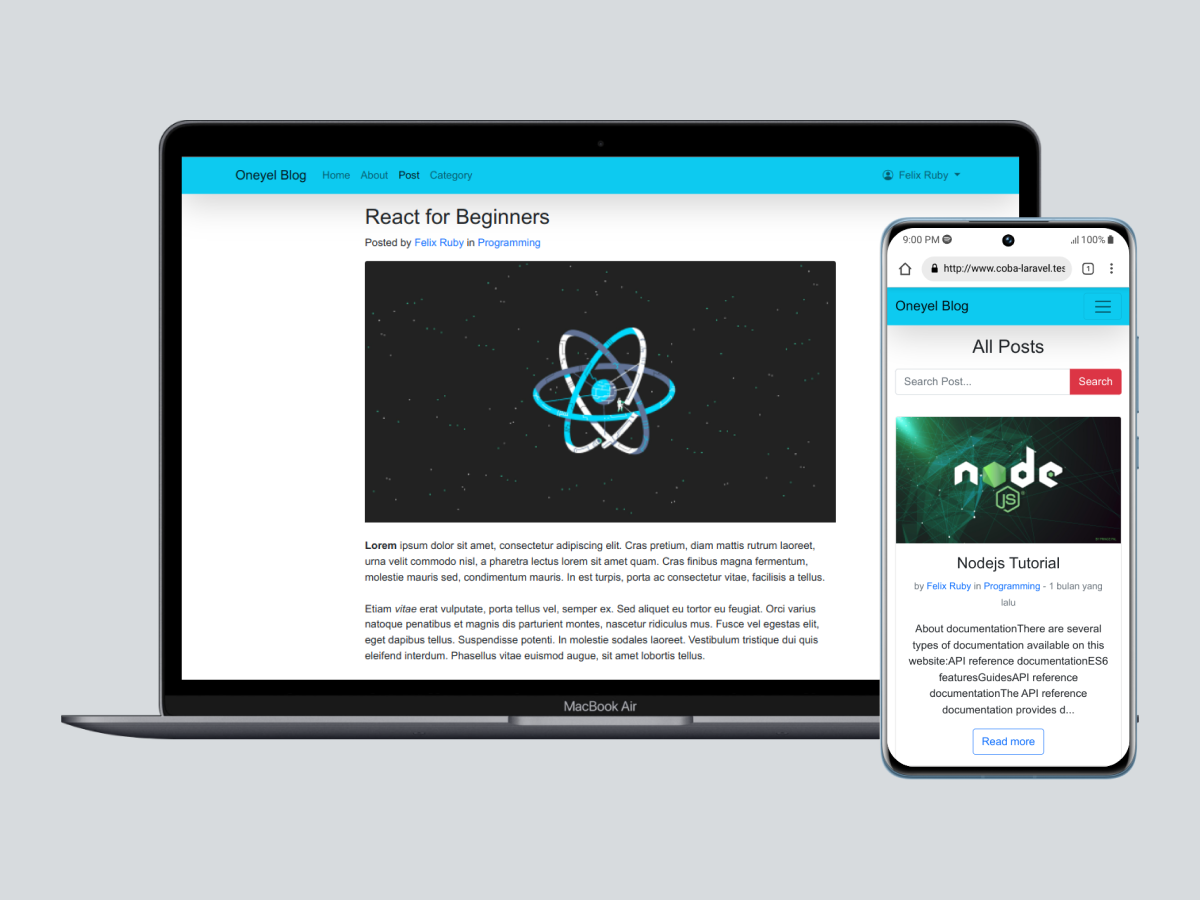 Oneyel Blog Home About Post Category Felix Ruby
React for Beginners
Posted by Felix Ruby in Programming
Lorem ipsum dolor sit amet, consectetur adipiscing elit. Cras pretium, diam mattis rutrum laoreet,
urna velit commodo nisl, a pharetra lectus lorem sit amet quam. Cras finibus magna fermentum,
molestie mauris sed, condimentum mauris. In est turpis, porta ac consectetur vitae, facilisis a tellus.
Etiam vitae erat vulputate, porta tellus vel, semper ex. Sed aliquet eu tortor eu feugiat. Orci varius
natoque penatibus et magnis dis parturient montes, nascetur ridiculus mus. Fusce vel egestas elit,
eget dapibus tellus. Suspendisse potenti. In molestie sodales laoreet. Vestibulum tristique dui quis
eleifend interdum. Phasellus vitae euismod augue, sit amet lobortis tellus.
MacBook Air
9:00 PM 100%
http://www.coba-laravel.tes 1
Oneyel Blog
All Posts
Search Post... Search
node
JS
Nodejs Tutorial
by Felix Ruby in Programming - 1 bulan yang
lalu
About documentationThere are several
types of documentation available on this
website:API reference documentationES6
featuresGuidesAPI reference
documentationThe API reference
documentation provides d...
Read more